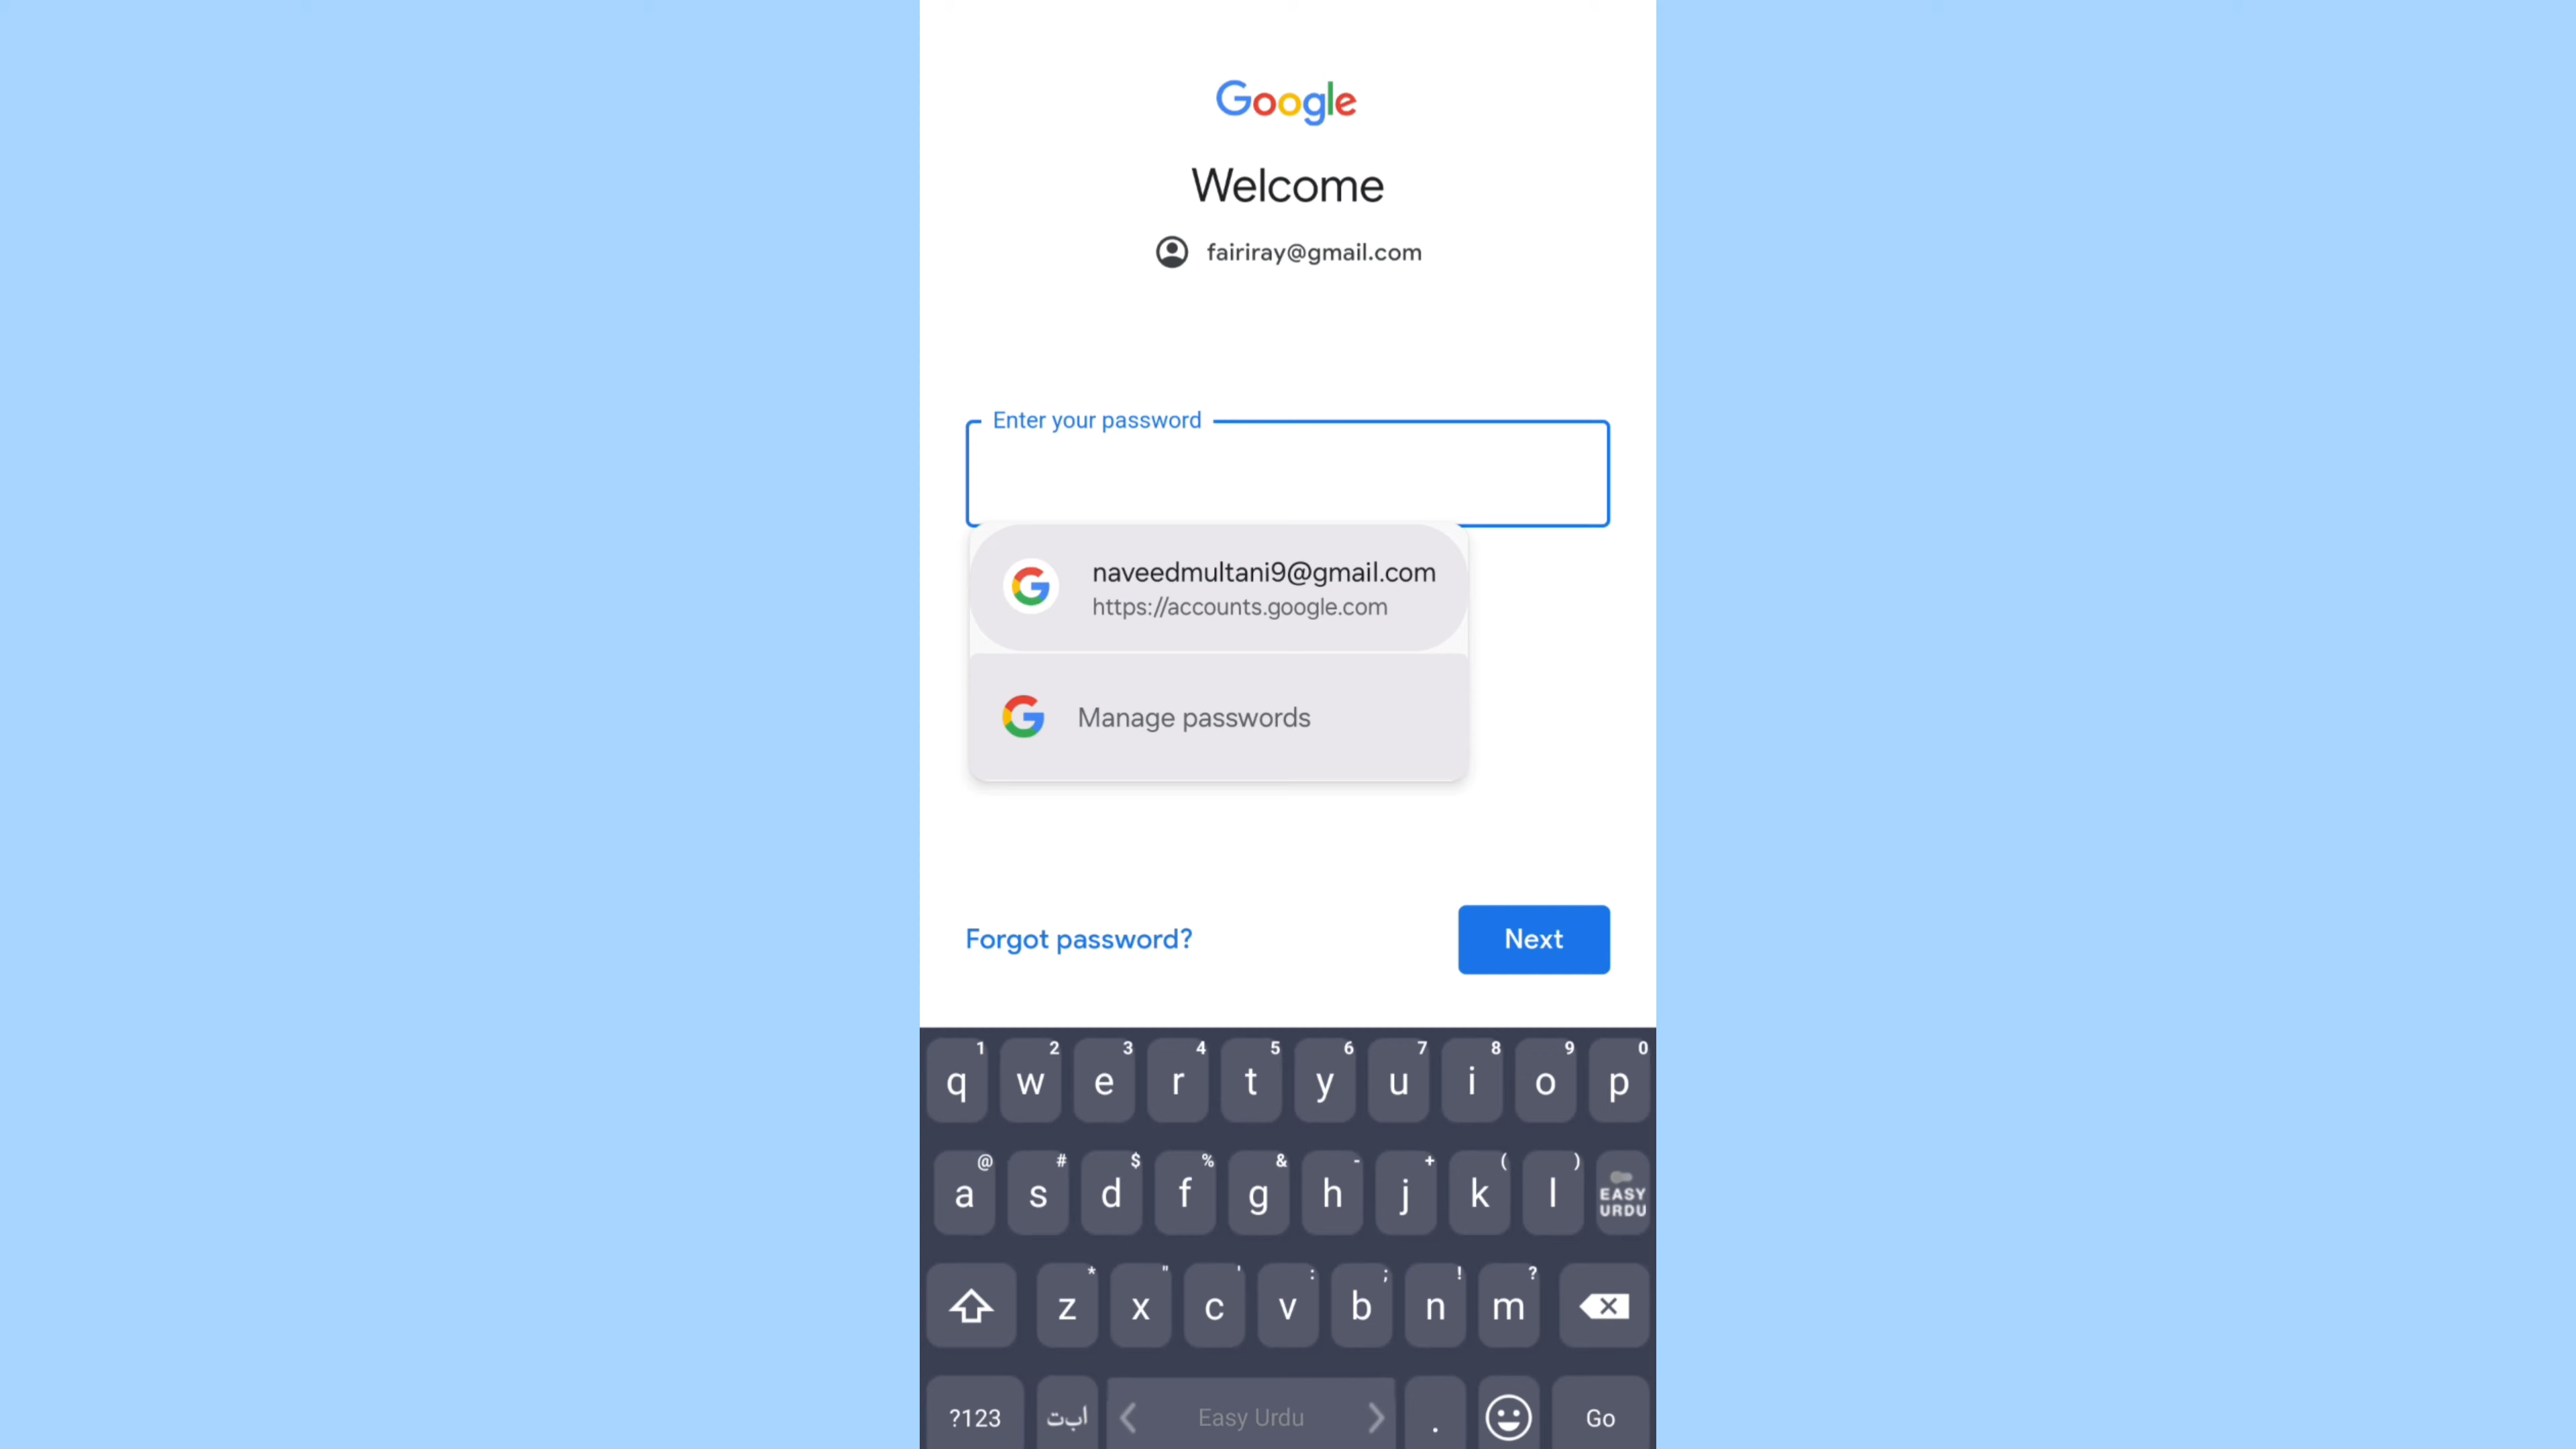 Google
Welcome
fairiray@gmail.com
Enter your password
naveedmultani9@gmail.com
https://accounts.google.com
Manage passwords
Forgot password?
Next
1 2 3 4 5 6 7 8 9 0
q w e r t y u i o p
@ # $ % & - + ( )
a s d f g h j k l EASY URDU
* " ' : ; ! ?
z x c v b n m
?123 ابت Easy Urdu . Go